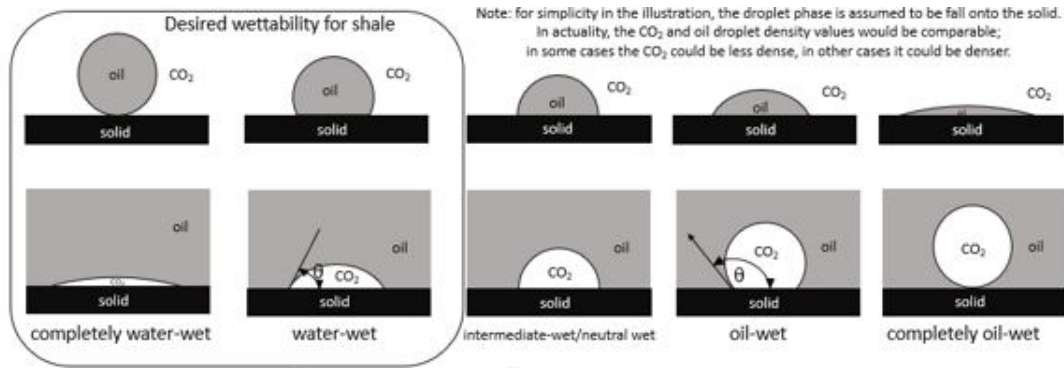 Desired wettability for shale
Note: for simplicity in the illustration, the droplet phase is assumed to be fall onto the solid.
In actuality, the CO₂ and oil droplet density values would be comparable;
in some cases the CO₂ could be less dense, in other cases it could be denser.
oil CO₂
solid
oil CO₂
solid
oil CO₂
solid
oil CO₂
solid
oil CO₂
solid
oil
CO₂
solid
completely water-wet
oil
θ CO₂
solid
water-wet
oil
CO₂
solid
intermediate-wet/neutral wet
CO₂ oil
θ
solid
oil-wet
CO₂ oil
solid
completely oil-wet